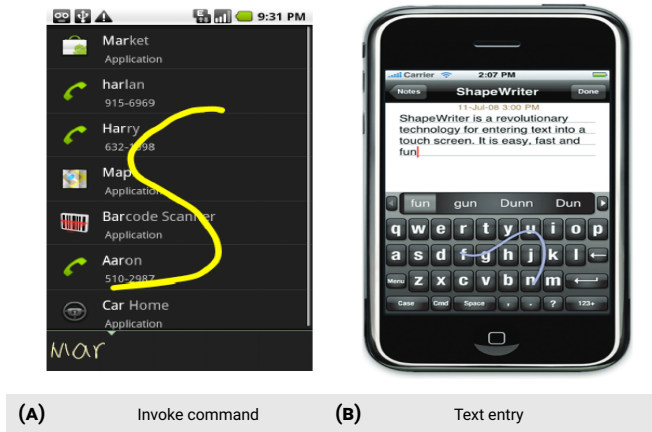 9:31 PM
Market
Application
harlan
915-6969
Harry
Map
Application
Barcode Scanner
Application
Aaron
510-2987
Car Home
Application
Mar
Carrier 2:07 PM
Notes ShapeWriter Done
11-Jul-08 3:00 PM
ShapeWriter is a revolutionary
technology for entering text into a
touch screen. It is easy, fast and
fun
fun gun Dunn Dun
q w e r t y u i o p
a s d f g h j k l
Menu z x c v b n m
Case Cmd Space , . ? 123+
(A) Invoke command (B) Text entry